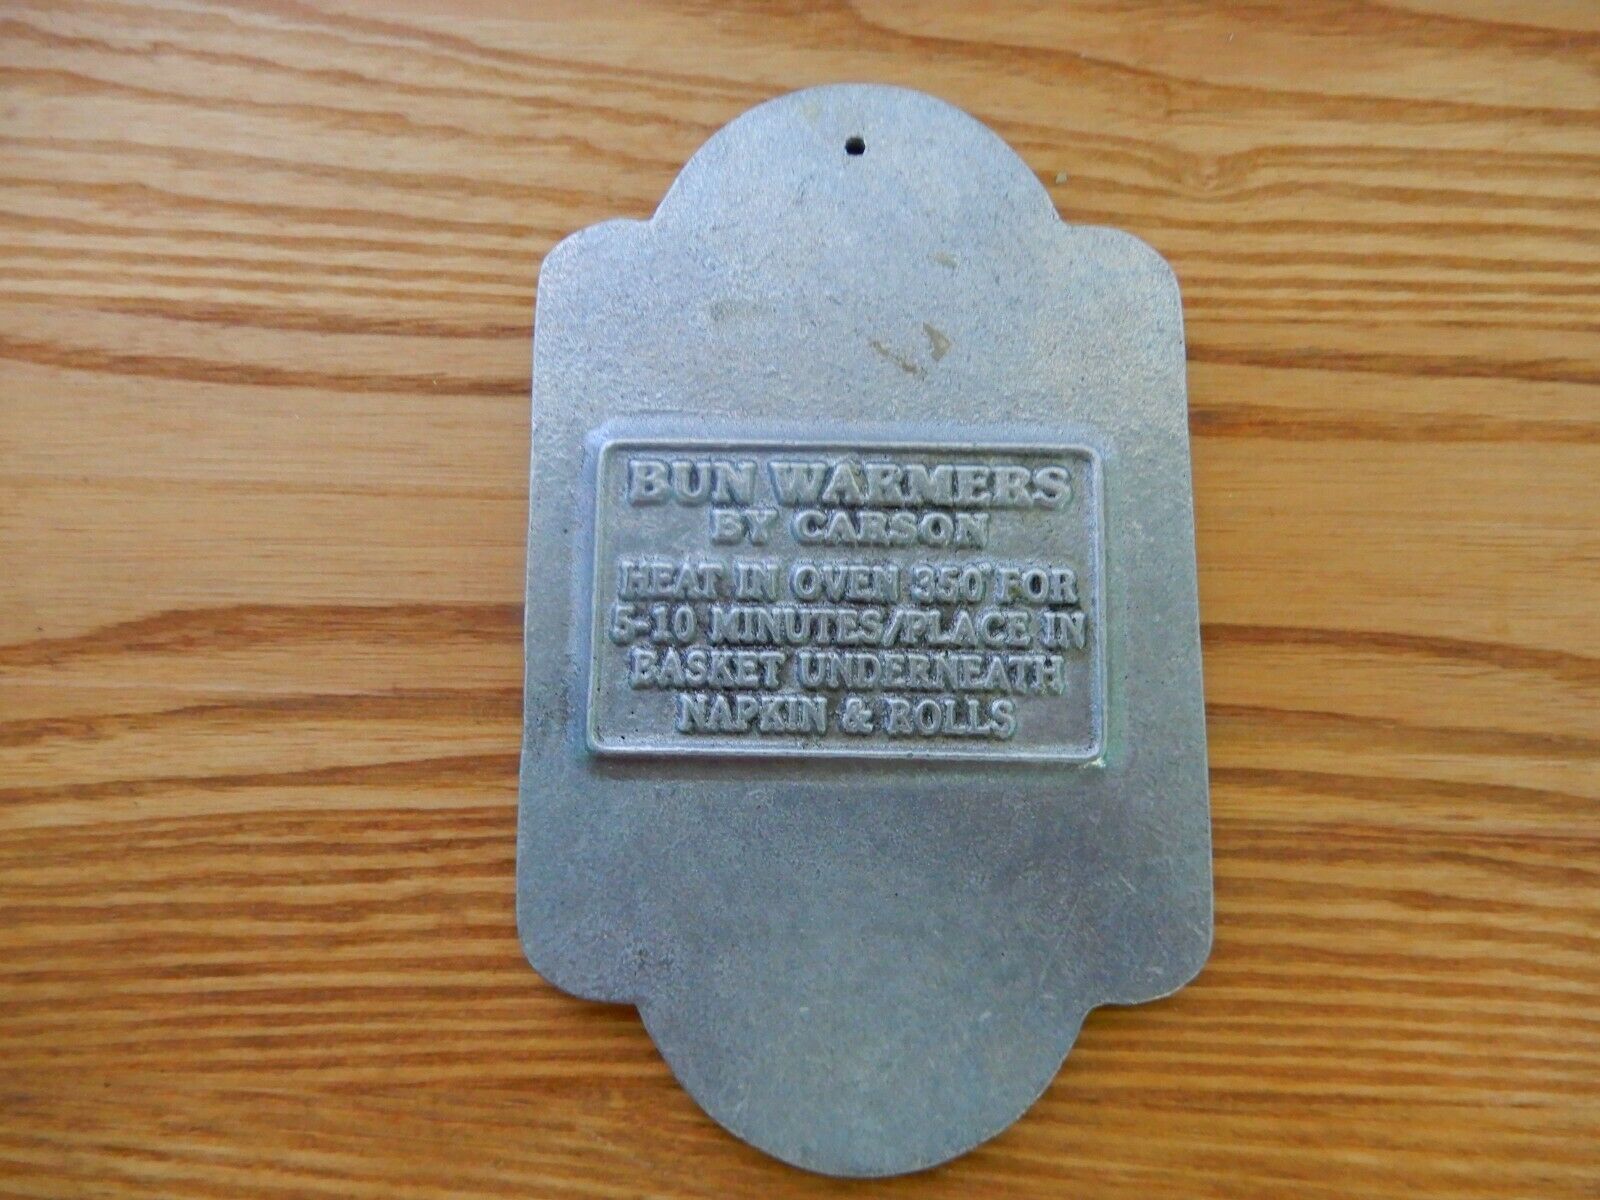 BUN WARMERS
BY CARSON
HEAT IN OVEN 350° FOR
5-10 MINUTES/PLACE IN
BASKET UNDERNEATH
NAPKIN & ROLLS